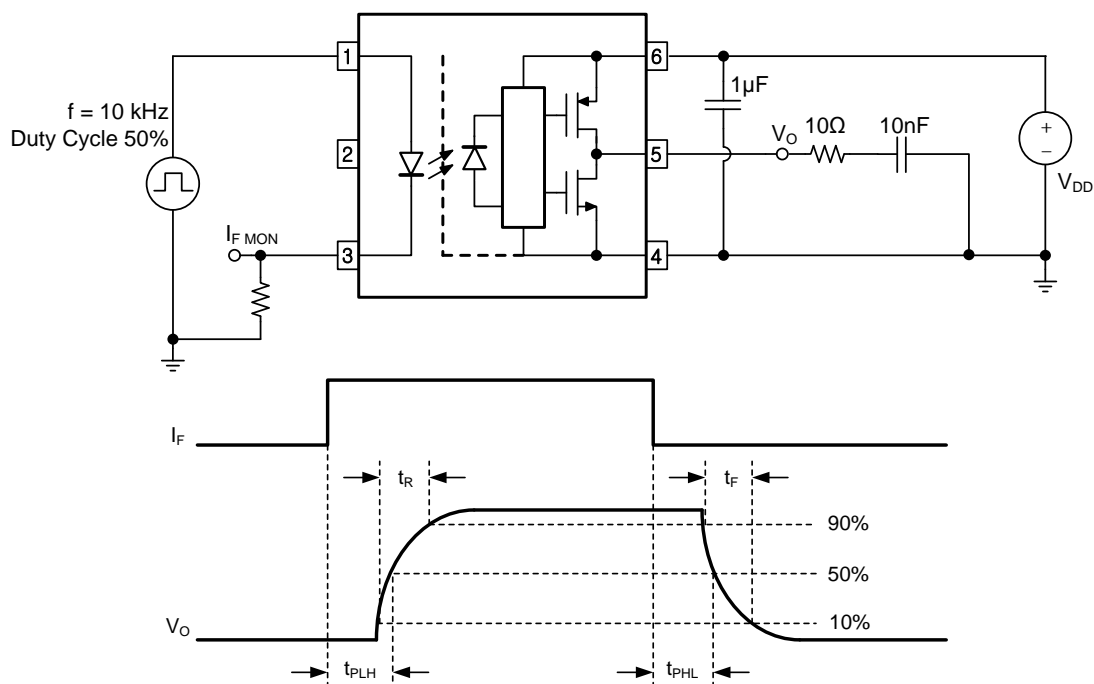 1
6
1µF
f = 10 kHz
Duty Cycle 50%
2
5
V_O
10Ω
10nF
+
−
V_DD
I_F MON
3
4
I_F
t_R
t_F
90%
50%
10%
V_O
t_PLH
t_PHL